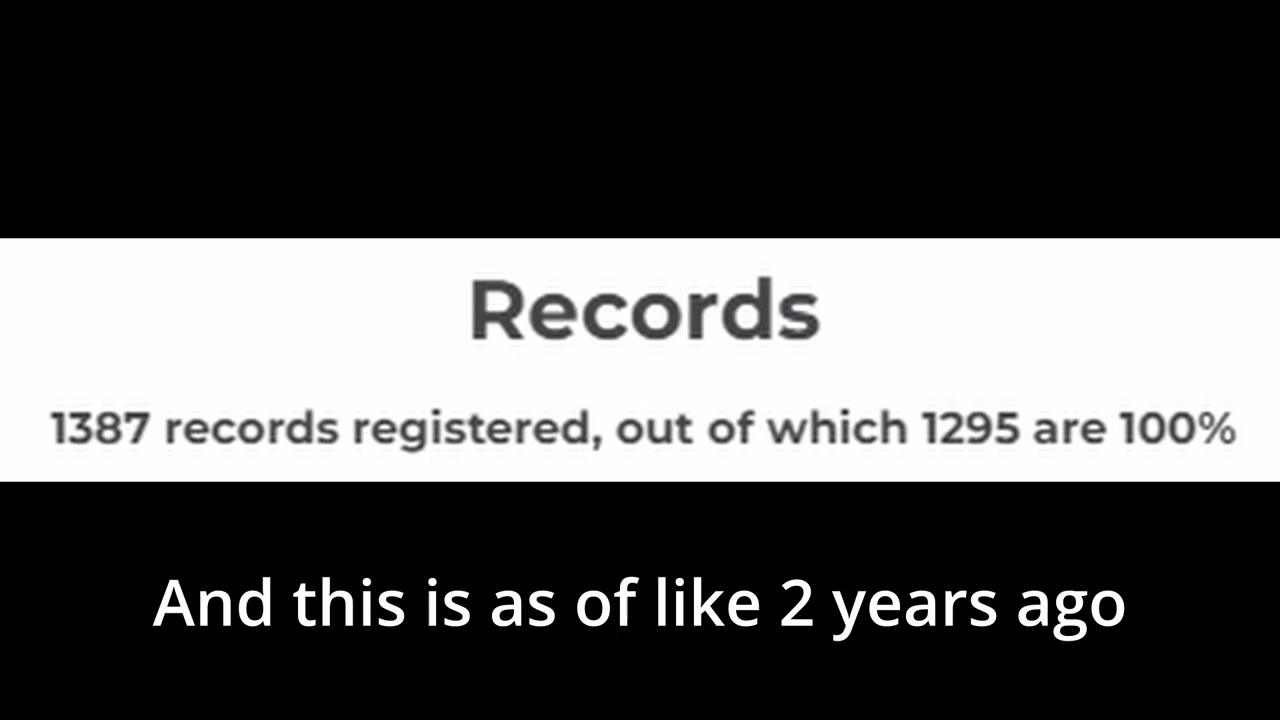 Records
1387 records registered, out of which 1295 are 100%
And this is as of like 2 years ago